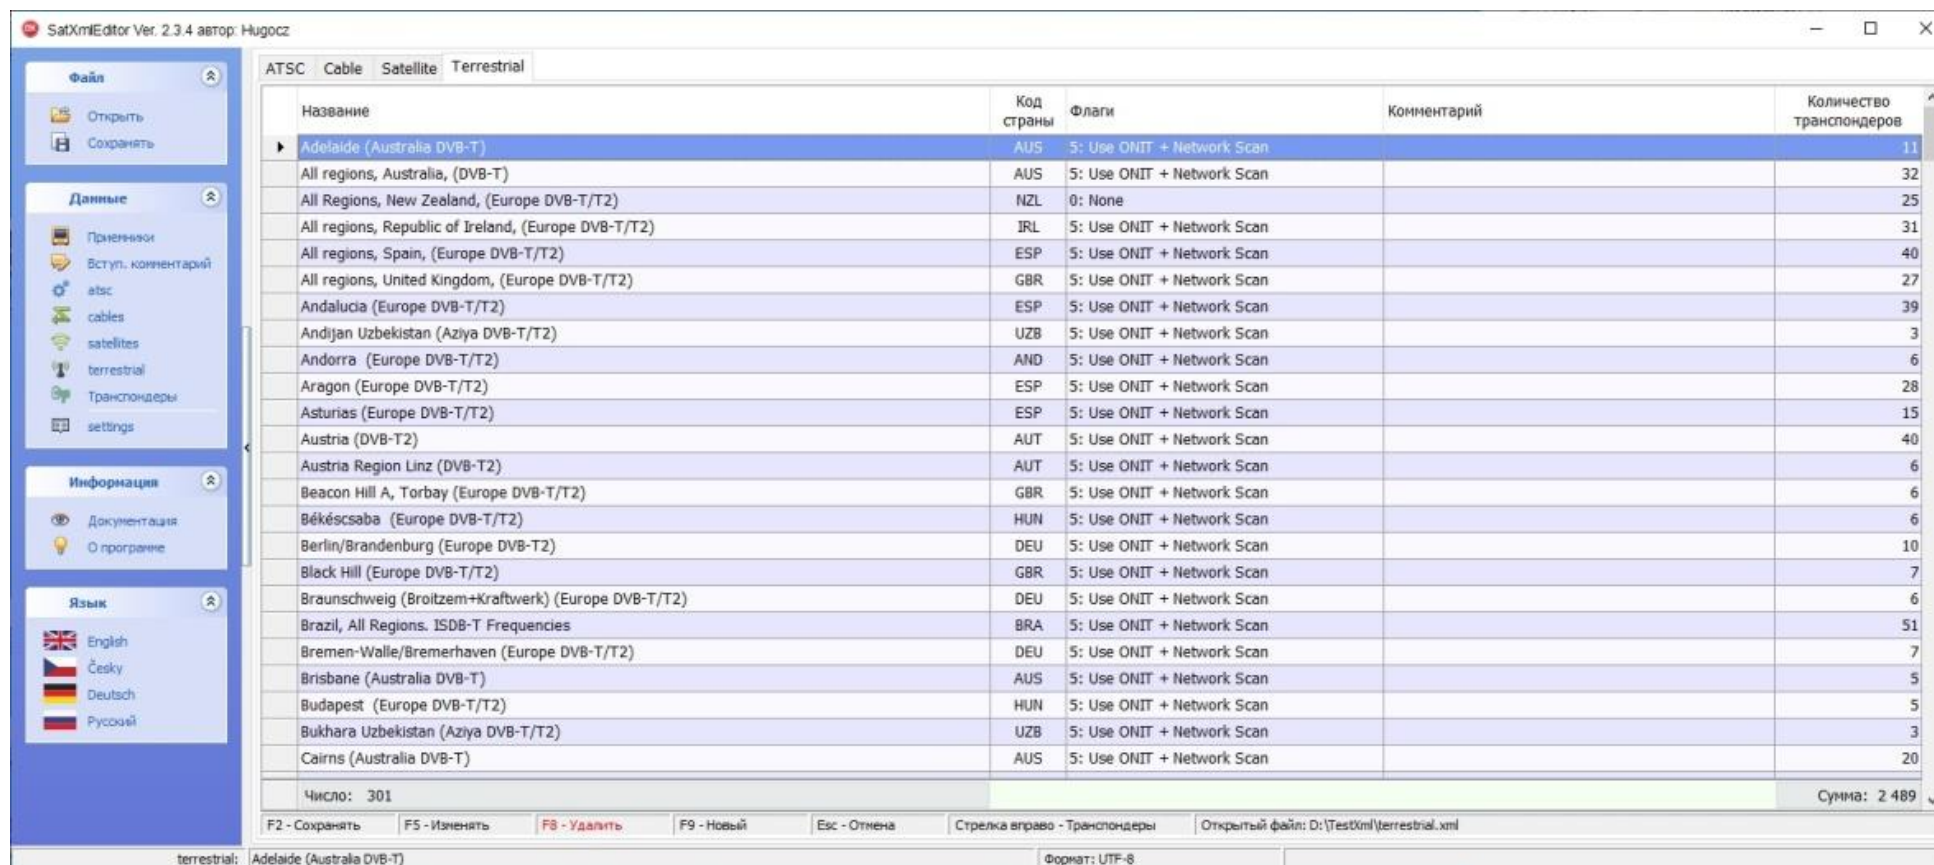 SatXmlEditor Ver. 2.3.4 автор: Hugocz
Файл
Открыть
Сохранять
Данные
Приемники
Вступ. комментарий
atsc
cables
satellites
terrestrial
Транспондеры
settings
Информация
Документация
О программе
Язык
English
Česky
Deutsch
Русский
ATSC Cable Satellite Terrestrial
Название Код страны Флаги Комментарий Количество транспондеров
Adelaide (Australia DVB-T) AUS 5: Use ONIT + Network Scan 11
All regions, Australia, (DVB-T) AUS 5: Use ONIT + Network Scan 32
All Regions, New Zealand, (Europe DVB-T/T2) NZL 0: None 25
All regions, Republic of Ireland, (Europe DVB-T/T2) IRL 5: Use ONIT + Network Scan 31
All regions, Spain, (Europe DVB-T/T2) ESP 5: Use ONIT + Network Scan 40
All regions, United Kingdom, (Europe DVB-T/T2) GBR 5: Use ONIT + Network Scan 27
Andalucia (Europe DVB-T/T2) ESP 5: Use ONIT + Network Scan 39
Andijan Uzbekistan (Aziya DVB-T/T2) UZB 5: Use ONIT + Network Scan 3
Andorra (Europe DVB-T/T2) AND 5: Use ONIT + Network Scan 6
Aragon (Europe DVB-T/T2) ESP 5: Use ONIT + Network Scan 28
Asturias (Europe DVB-T/T2) ESP 5: Use ONIT + Network Scan 15
Austria (DVB-T2) AUT 5: Use ONIT + Network Scan 40
Austria Region Linz (DVB-T2) AUT 5: Use ONIT + Network Scan 6
Beacon Hill A, Torbay (Europe DVB-T/T2) GBR 5: Use ONIT + Network Scan 6
Békéscsaba (Europe DVB-T/T2) HUN 5: Use ONIT + Network Scan 6
Berlin/Brandenburg (Europe DVB-T2) DEU 5: Use ONIT + Network Scan 10
Black Hill (Europe DVB-T/T2) GBR 5: Use ONIT + Network Scan 7
Braunschweig (Broitzem+Kraftwerk) (Europe DVB-T/T2) DEU 5: Use ONIT + Network Scan 6
Brazil, All Regions. ISDB-T Frequencies BRA 5: Use ONIT + Network Scan 51
Bremen-Walle/Bremerhaven (Europe DVB-T/T2) DEU 5: Use ONIT + Network Scan 7
Brisbane (Australia DVB-T) AUS 5: Use ONIT + Network Scan 5
Budapest (Europe DVB-T/T2) HUN 5: Use ONIT + Network Scan 5
Bukhara Uzbekistan (Aziya DVB-T/T2) UZB 5: Use ONIT + Network Scan 3
Cairns (Australia DVB-T) AUS 5: Use ONIT + Network Scan 20
Число: 301 Сумма: 2 489
F2 - Сохранять F5 - Изменять F8 - Удалить F9 - Новый Esc - Отмена Стрелка вправо - Транспондеры Открытый файл: D:\TestXml\terrestrial.xml
terrestrial: Adelaide (Australia DVB-T) Формат: UTF-8